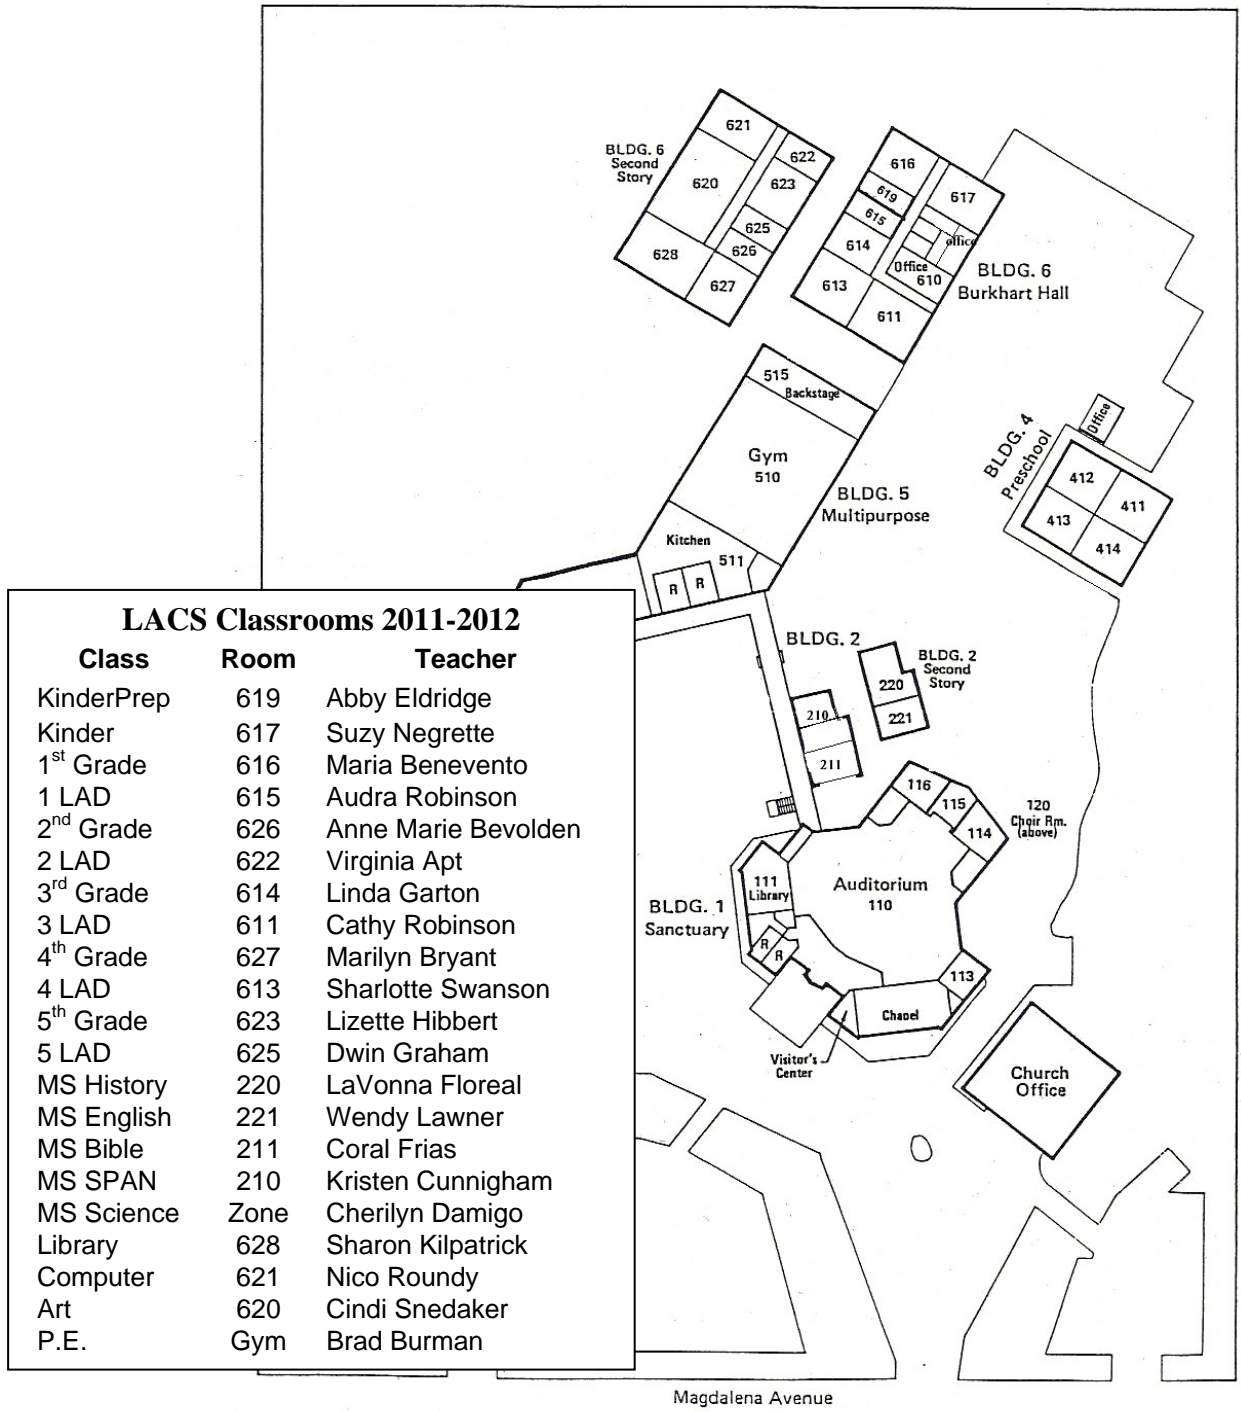 621
BLDG. 6
Second
Story
622
620
623
625
626
628
627
616
619
617
615
614
office
Office
610
613
611
BLDG. 6
Burkhart Hall
515
Backstage
Gym
510
BLDG. 5
Multipurpose
Kitchen
511
R R
Office
BLDG. 4
Preschool
412
411
413
414
BLDG. 2
BLDG. 2
Second
Story
220
221
210
211
116
115
114
120
Choir Rm.
(above)
111
Library
Auditorium
110
BLDG. 1
Sanctuary
R
R
113
Chapel
Visitor's
Center
Church
Office
Magdalena Avenue
LACS Classrooms 2011-2012
Class Room Teacher
KinderPrep 619 Abby Eldridge
Kinder 617 Suzy Negrette
1st Grade 616 Maria Benevento
1 LAD 615 Audra Robinson
2nd Grade 626 Anne Marie Bevolden
2 LAD 622 Virginia Apt
3rd Grade 614 Linda Garton
3 LAD 611 Cathy Robinson
4th Grade 627 Marilyn Bryant
4 LAD 613 Sharlotte Swanson
5th Grade 623 Lizette Hibbert
5 LAD 625 Dwin Graham
MS History 220 LaVonna Floreal
MS English 221 Wendy Lawner
MS Bible 211 Coral Frias
MS SPAN 210 Kristen Cunnigham
MS Science Zone Cherilyn Damigo
Library 628 Sharon Kilpatrick
Computer 621 Nico Roundy
Art 620 Cindi Snedaker
P.E. Gym Brad Burman